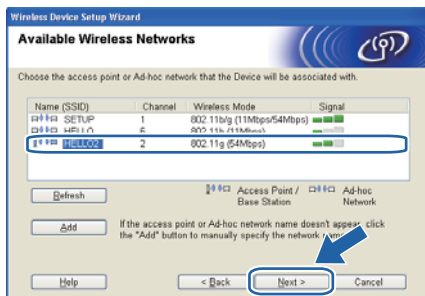 Wireless Device Setup Wizard
Available Wireless Networks
Choose the access point or Ad-hoc network that the Device will be associated with.
Name (SSID) Channel Wireless Mode Signal
SETUP 1 802.11b/g (11Mbps/54Mbps)
HELLO 6 802.11b (11Mbps)
HELLO2 2 802.11g (54Mbps)
Refresh
Access Point / Base Station
Ad-hoc Network
Add
If the access point or Ad-hoc network name doesn't appear, click
the "Add" button to manually specify the network name.
Help < Back Next > Cancel